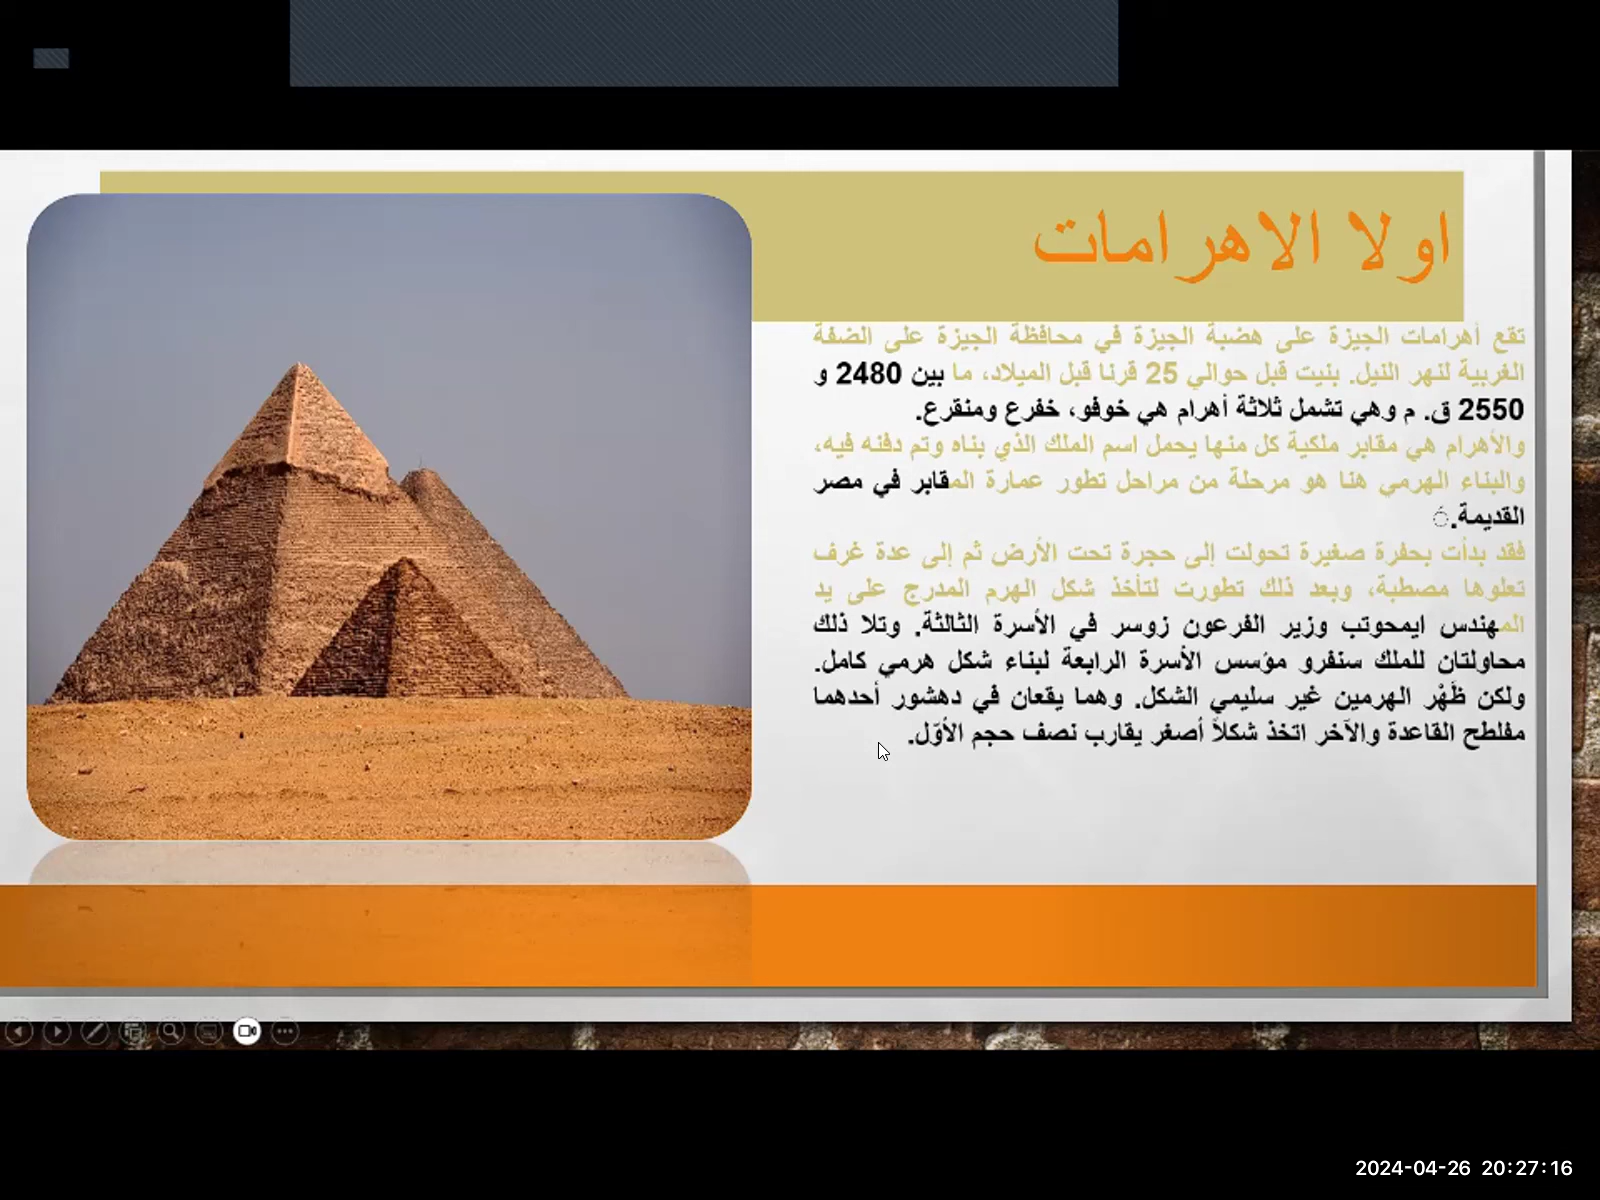 اولا الاهرامات
تقع أهرامات الجيزة على هضبة الجيزة في محافظة الجيزة على الضفة
الغربية لنهر النيل. بنيت قبل حوالي 25 قرنا قبل الميلاد، ما بين 2480 و
2550 ق. م وهي تشمل ثلاثة أهرام هي خوفو، خفرع ومنقرع.
والأهرام هي مقابر ملكية كل منها يحمل اسم الملك الذي بناه وتم دفنه فيه،
والبناء الهرمي هنا هو مرحلة من مراحل تطور عمارة المقابر في مصر
القديمة.
فقد بدأت بحفرة صغيرة تحولت إلى حجرة تحت الأرض ثم إلى عدة غرف
تعلوها مصطبة، وبعد ذلك تطورت لتأخذ شكل الهرم المدرج على يد
المهندس ايمحوتب وزير الفرعون زوسر في الأسرة الثالثة. وتلا ذلك
محاولتان للملك سنفرو مؤسس الأسرة الرابعة لبناء شكل هرمي كامل.
ولكن ظَهْر الهرمين غير سليمي الشكل. وهما يقعان في دهشور أحدهما
مفلطح القاعدة والآخر اتخذ شكلاً أصغر يقارب نصف حجم الأوّل.
2024-04-26 20:27:16